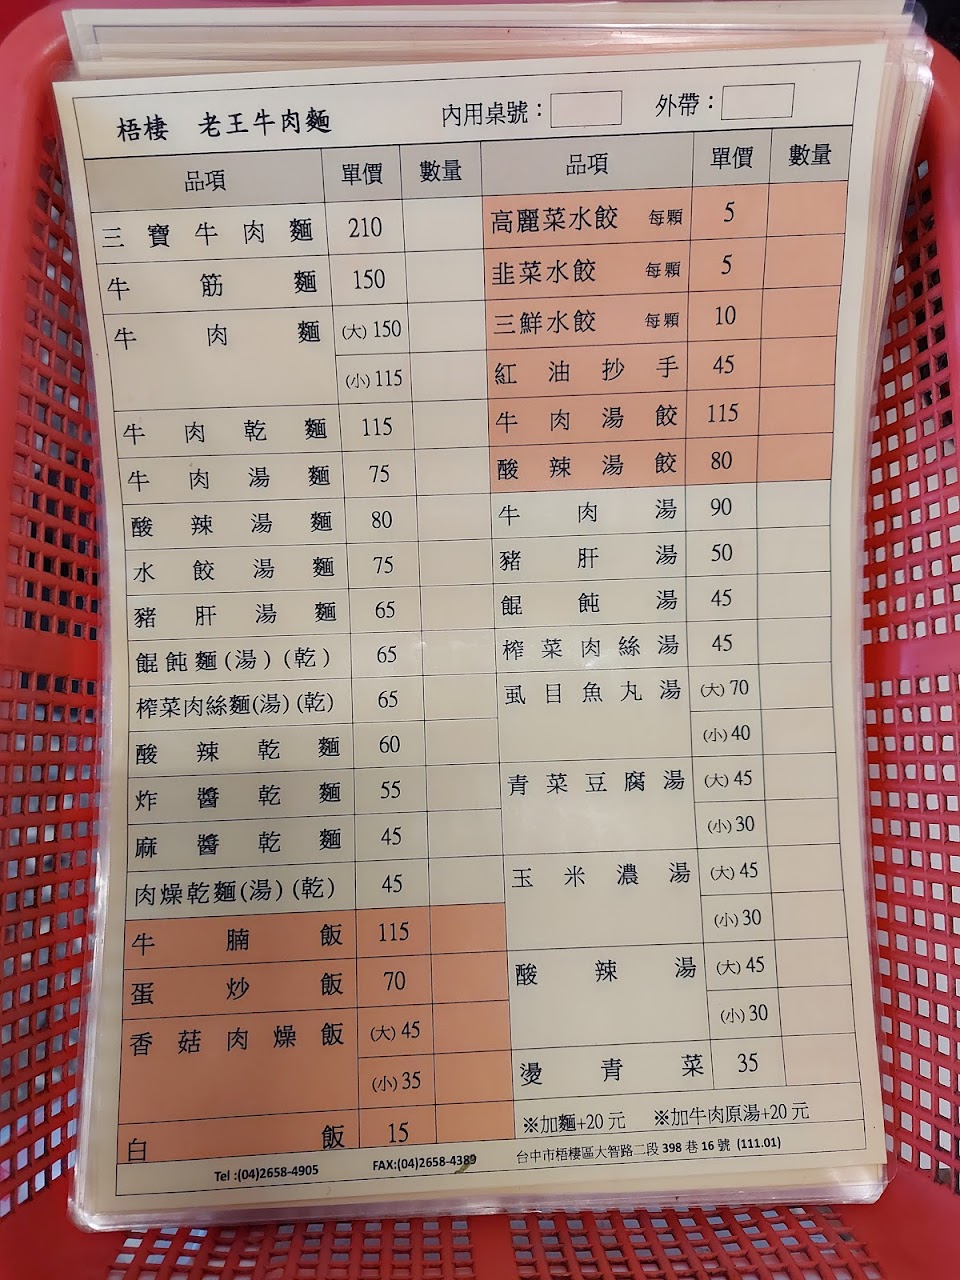 梧棲 老王牛肉麵 內用桌號： 外帶：
品項 單價 數量
三寶牛肉麵 210
牛筋麵 150
牛肉麵 (大) 150
(小) 115
牛肉乾麵 115
牛肉湯麵 75
酸辣湯麵 80
水餃湯麵 75
豬肝湯麵 65
餛飩麵(湯)(乾) 65
榨菜肉絲麵(湯)(乾) 65
酸辣乾麵 60
炸醬乾麵 55
麻醬乾麵 45
肉燥乾麵(湯)(乾) 45
牛腩飯 115
蛋炒飯 70
香菇肉燥飯 (大) 45
(小) 35
白飯 15
品項 單價 數量
高麗菜水餃 每顆 5
韭菜水餃 每顆 5
三鮮水餃 每顆 10
紅油抄手 45
牛肉湯餃 115
酸辣湯餃 80
牛肉湯 90
豬肝湯 50
餛飩湯 45
榨菜肉絲湯 45
虱目魚丸湯 (大) 70
(小) 40
青菜豆腐湯 (大) 45
(小) 30
玉米濃湯 (大) 45
(小) 30
酸辣湯 (大) 45
(小) 30
燙青菜 35
※加麵+20元 ※加牛肉原湯+20元
Tel :(04)2658-4905 FAX:(04)2658-4389 台中市梧棲區大智路二段 398 巷 16 號 (111.01)